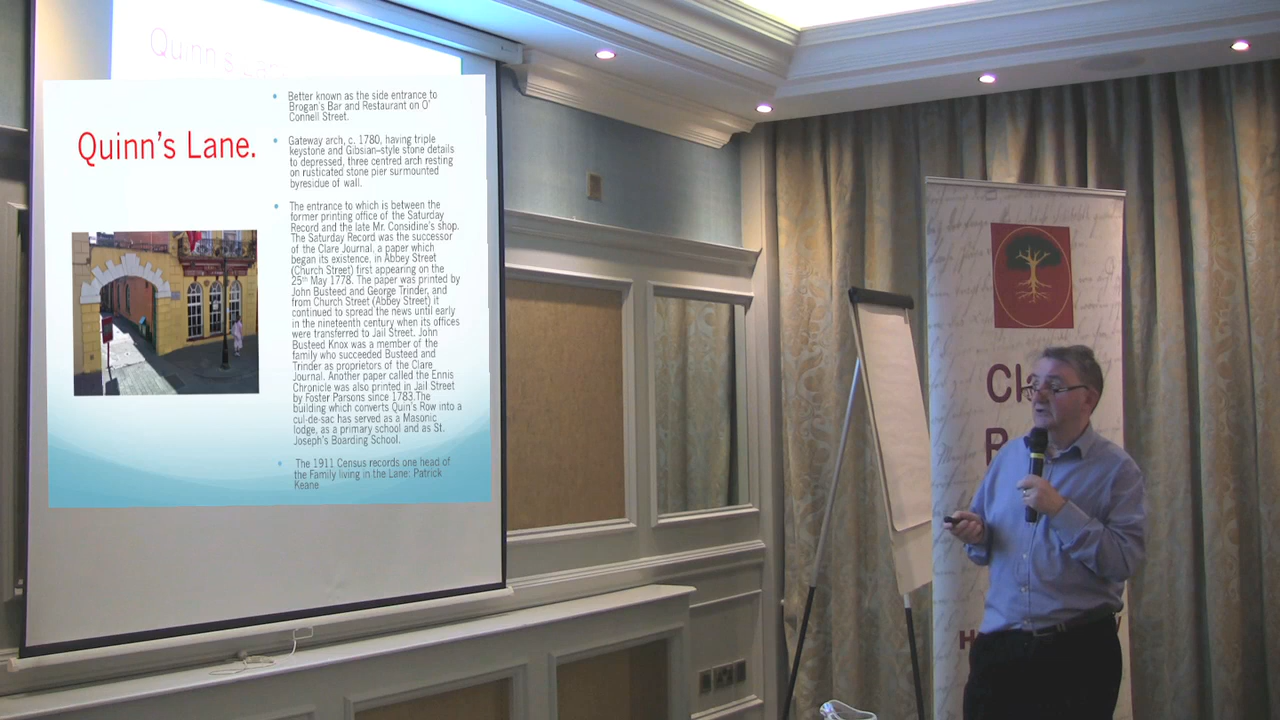 Quinn's Lane.
Quinn's Lane.
• Better known as the side entrance to
Brogan's Bar and Restaurant on O'
Connell Street.
• Gateway arch, c. 1780, having triple
keystone and Gibsian–style stone details
to depressed, three centred arch resting
on rusticated stone pier surmounted
byresidue of wall.
• The entrance to which is between the
former printing office of the Saturday
Record and the late Mr. Considine's shop.
The Saturday Record was the successor
of the Clare Journal, a paper which
began its existence, in Abbey Street
(Church Street) first appearing on the
25th May 1778. The paper was printed by
John Busteed and George Trinder, and
from Church Street (Abbey Street) it
continued to spread the news until early
in the nineteenth century when its offices
were transferred to Jail Street. John
Busteed Knox was a member of the
family who succeeded Busteed and
Trinder as proprietors of the Clare
Journal. Another paper called the Ennis
Chronicle was also printed in Jail Street
by Foster Parsons since 1783.The
building which converts Quin's Row into a
cul-de-sac has served as a Masonic
lodge, as a primary school and as St.
Joseph's Boarding School.
• The 1911 Census records one head of
the Family living in the Lane: Patrick
Keane